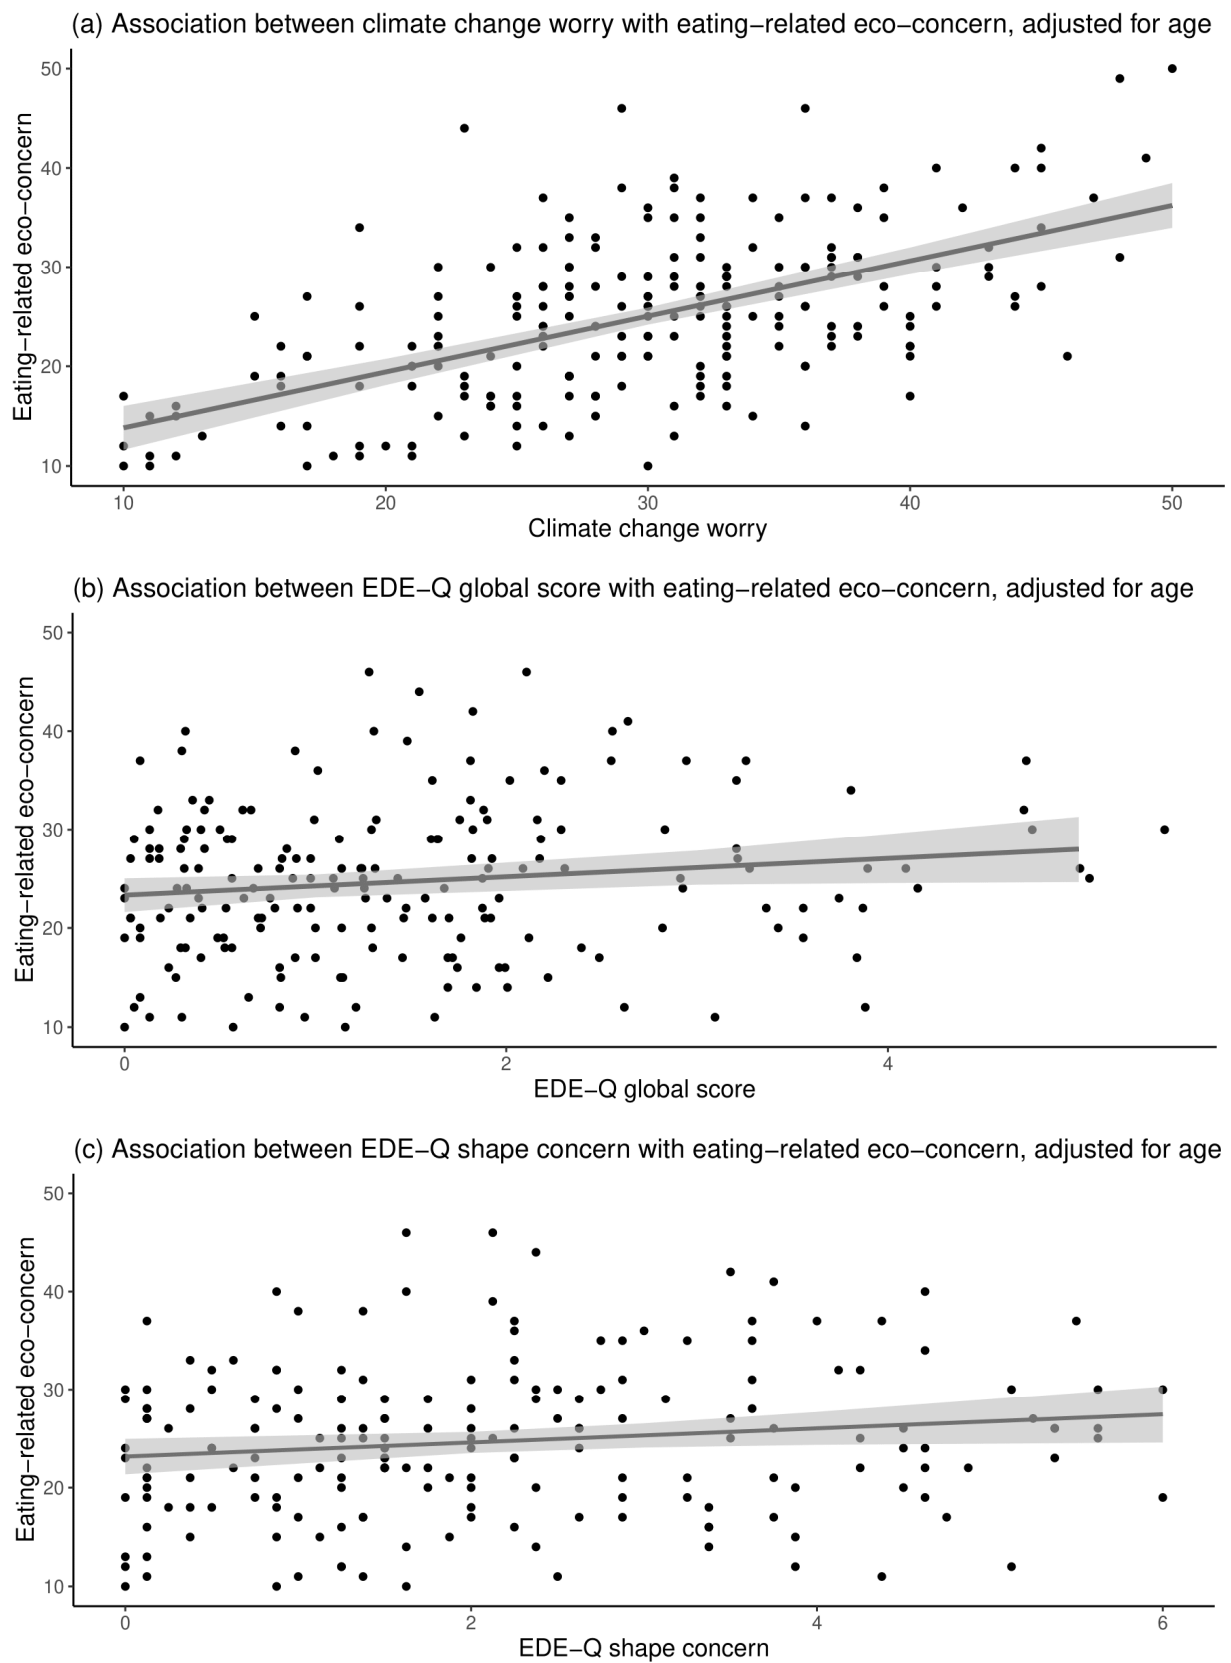 (a) Association between climate change worry with eating−related eco−concern, adjusted for age
50
40
30
20
10
Eating−related eco−concern
10 20 30 40 50
Climate change worry
(b) Association between EDE−Q global score with eating−related eco−concern, adjusted for age
50
40
30
20
10
Eating−related eco−concern
0 2 4
EDE−Q global score
(c) Association between EDE−Q shape concern with eating−related eco−concern, adjusted for age
50
40
30
20
10
Eating−related eco−concern
0 2 4 6
EDE−Q shape concern